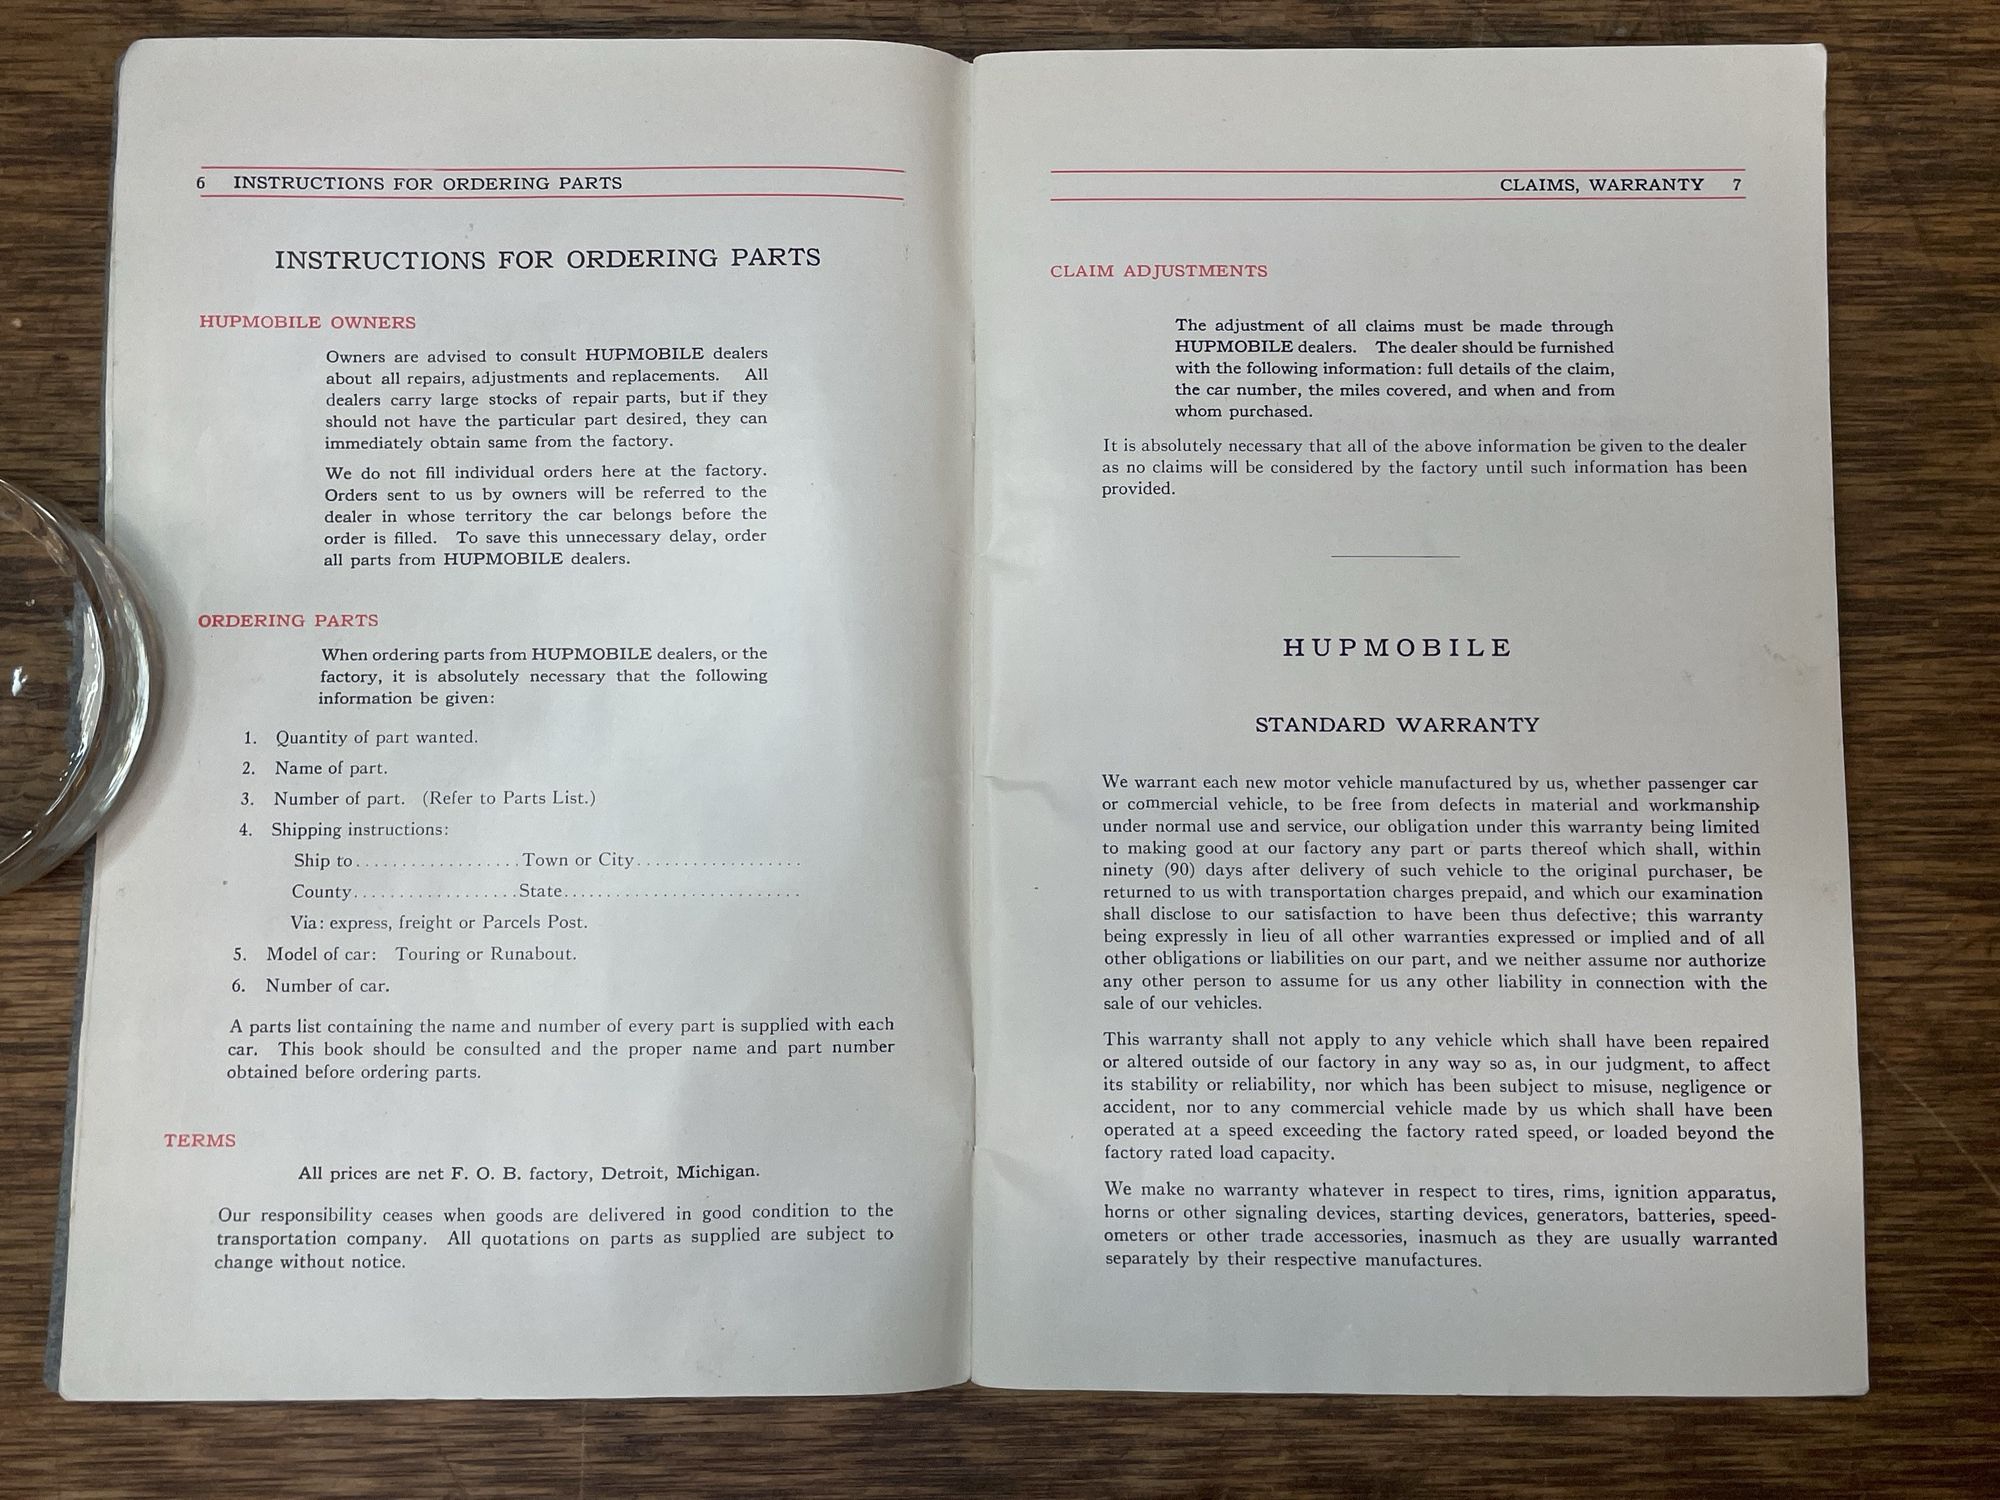 6 INSTRUCTIONS FOR ORDERING PARTS
INSTRUCTIONS FOR ORDERING PARTS
HUPMOBILE OWNERS
Owners are advised to consult HUPMOBILE dealers
about all repairs, adjustments and replacements. All
dealers carry large stocks of repair parts, but if they
should not have the particular part desired, they can
immediately obtain same from the factory.
We do not fill individual orders here at the factory.
Orders sent to us by owners will be referred to the
dealer in whose territory the car belongs before the
order is filled. To save this unnecessary delay, order
all parts from HUPMOBILE dealers.
ORDERING PARTS
When ordering parts from HUPMOBILE dealers, or the
factory, it is absolutely necessary that the following
information be given:
1. Quantity of part wanted.
2. Name of part.
3. Number of part. (Refer to Parts List.)
4. Shipping instructions:
Ship to..................Town or City..................
County..................State..........................
Via: express, freight or Parcels Post.
5. Model of car: Touring or Runabout.
6. Number of car.
A parts list containing the name and number of every part is supplied with each
car. This book should be consulted and the proper name and part number
obtained before ordering parts.
TERMS
All prices are net F. O. B. factory, Detroit, Michigan.
Our responsibility ceases when goods are delivered in good condition to the
transportation company. All quotations on parts as supplied are subject to
change without notice.
CLAIMS, WARRANTY 7
CLAIM ADJUSTMENTS
The adjustment of all claims must be made through
HUPMOBILE dealers. The dealer should be furnished
with the following information: full details of the claim,
the car number, the miles covered, and when and from
whom purchased.
It is absolutely necessary that all of the above information be given to the dealer
as no claims will be considered by the factory until such information has been
provided.
HUPMOBILE
STANDARD WARRANTY
We warrant each new motor vehicle manufactured by us, whether passenger car
or commercial vehicle, to be free from defects in material and workmanship
under normal use and service, our obligation under this warranty being limited
to making good at our factory any part or parts thereof which shall, within
ninety (90) days after delivery of such vehicle to the original purchaser, be
returned to us with transportation charges prepaid, and which our examination
shall disclose to our satisfaction to have been thus defective; this warranty
being expressly in lieu of all other warranties expressed or implied and of all
other obligations or liabilities on our part, and we neither assume nor authorize
any other person to assume for us any other liability in connection with the
sale of our vehicles.
This warranty shall not apply to any vehicle which shall have been repaired
or altered outside of our factory in any way so as, in our judgment, to affect
its stability or reliability, nor which has been subject to misuse, negligence or
accident, nor to any commercial vehicle made by us which shall have been
operated at a speed exceeding the factory rated speed, or loaded beyond the
factory rated load capacity.
We make no warranty whatever in respect to tires, rims, ignition apparatus,
horns or other signaling devices, starting devices, generators, batteries, speed-
ometers or other trade accessories, inasmuch as they are usually warranted
separately by their respective manufactures.